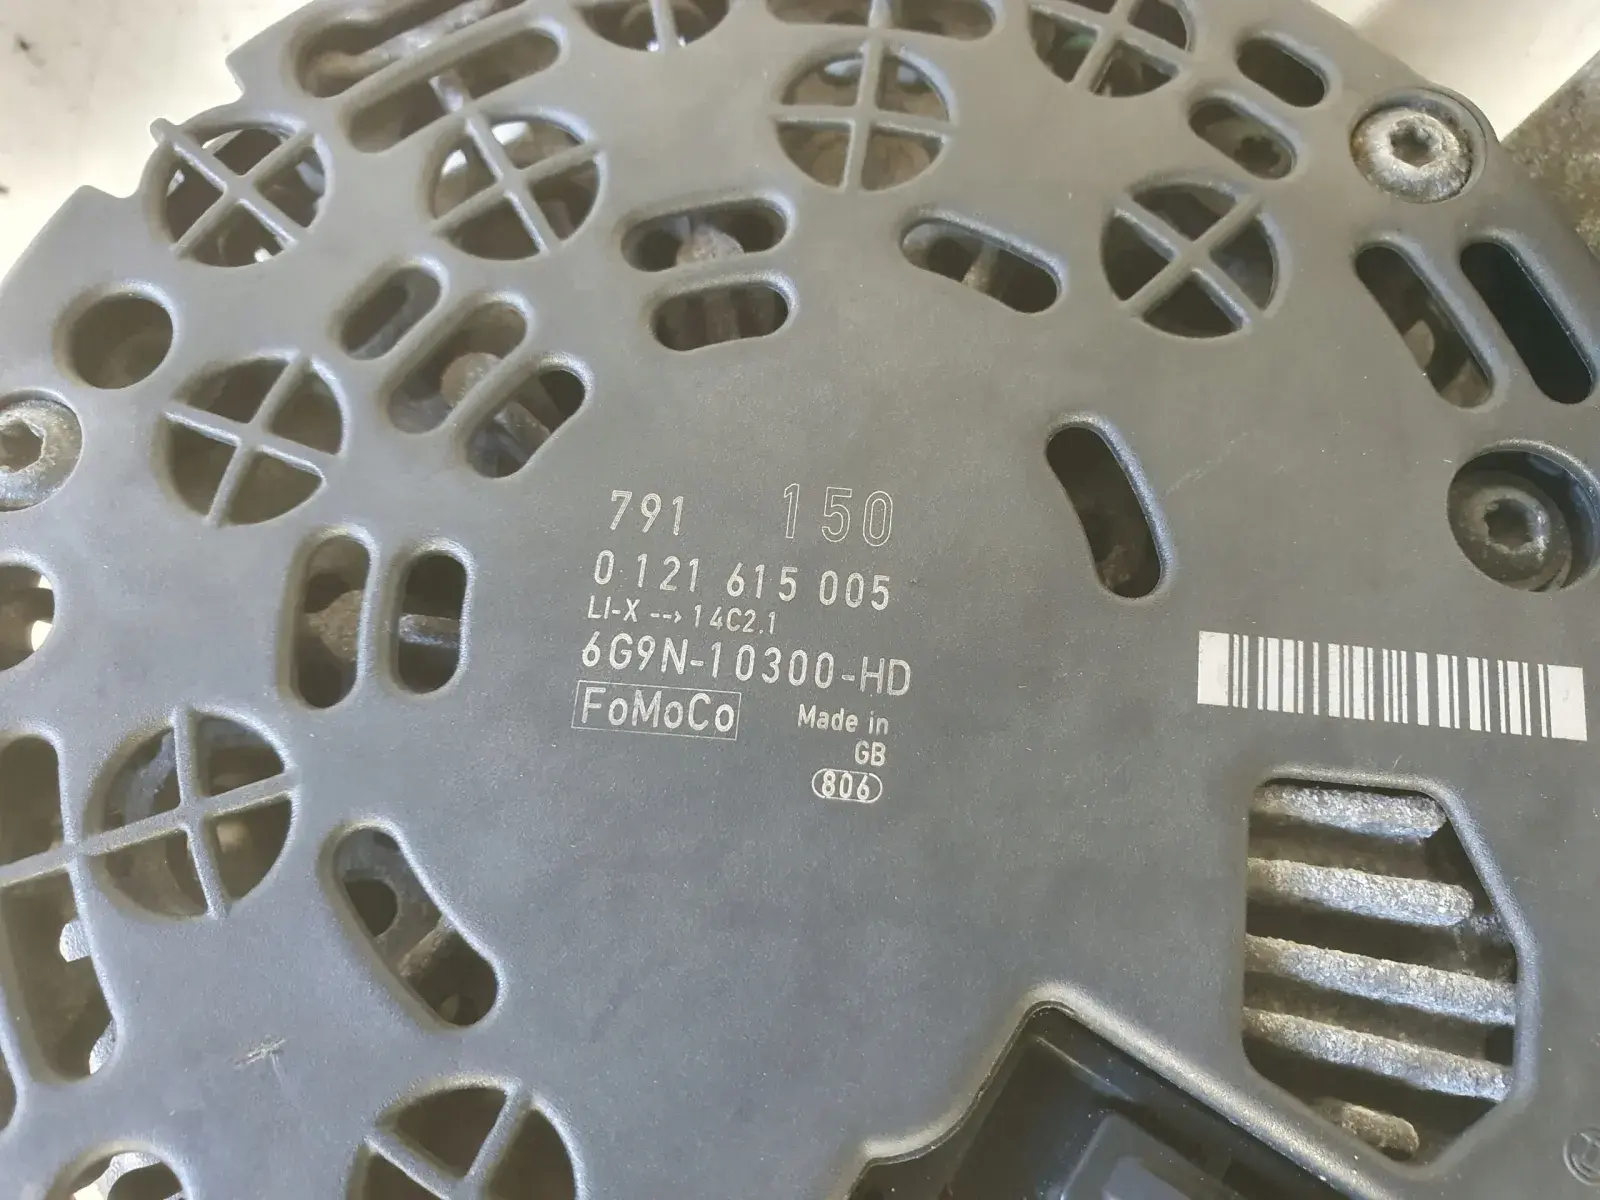 791 150
0 121 615 005
LI-X --> 14C2.1
6G9N-10300-HD
FoMoCo Made in
GB
806